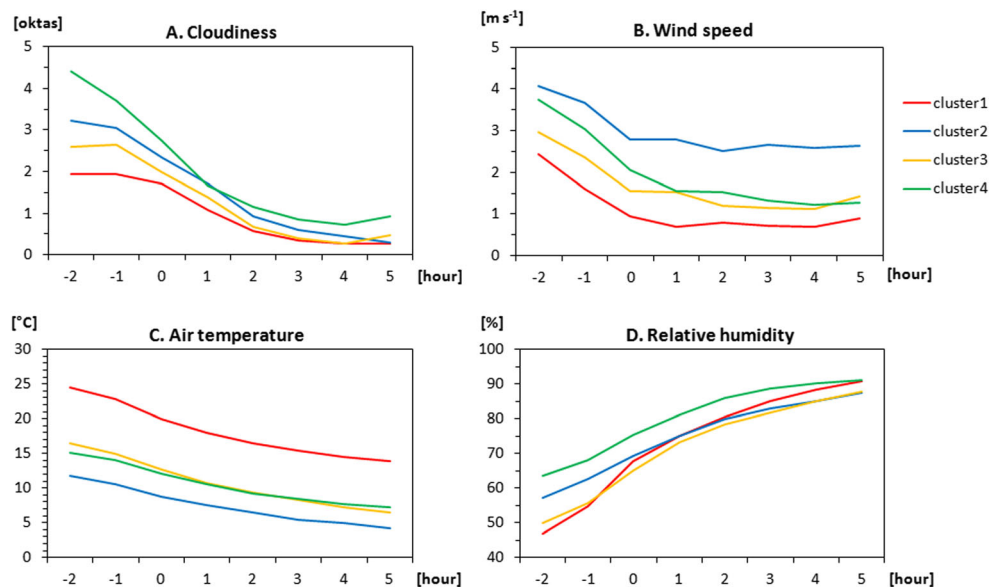 [oktas]
A. Cloudiness
5
4
3
2
1
0
-2 -1 0 1 2 3 4 5 [hour]
[m s-¹]
B. Wind speed
5
4
3
2
1
0
-2 -1 0 1 2 3 4 5 [hour]
cluster1
cluster2
cluster3
cluster4
[°C]
C. Air temperature
30
25
20
15
10
5
0
-2 -1 0 1 2 3 4 5 [hour]
[%]
D. Relative humidity
100
90
80
70
60
50
40
-2 -1 0 1 2 3 4 5 [hour]